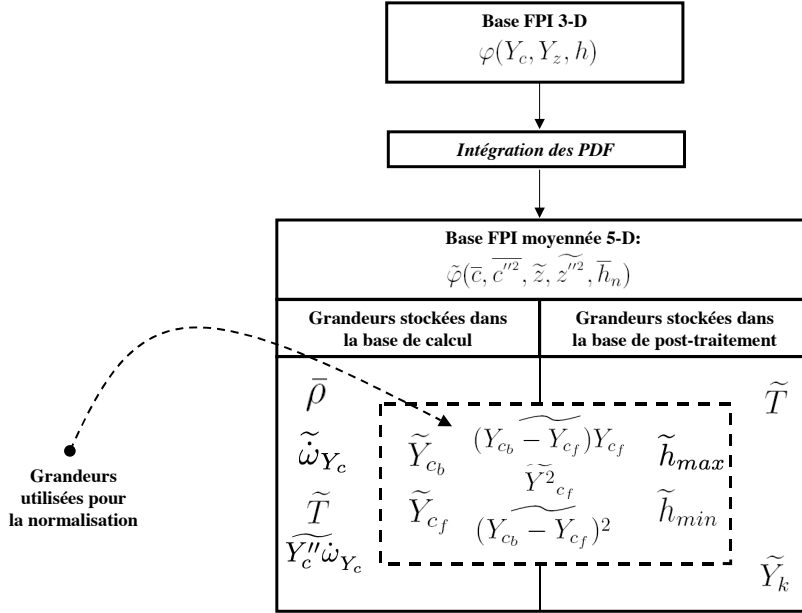 Base FPI 3-D
φ(Y_c, Y_z, h)
Intégration des PDF
Base FPI moyennée 5-D:
φ̃(c̅, \overline{c''^2}, z̃, \widetilde{z''^2}, h̅_n)
Grandeurs stockées dans
la base de calcul
Grandeurs stockées dans
la base de post-traitement
ρ̅
\widetilde{ω̇}_{Y_c}
T̃
\widetilde{Y_c''ω̇}_{Y_c}
Ỹ_{c_b}
Ỹ_{c_f}
\widetilde{(Y_{c_b} − Y_{c_f})Y_{c_f}}
\widetilde{Y^2}_{c_f}
\widetilde{(Y_{c_b} − Y_{c_f})^2}
h̃_{max}
h̃_{min}
T̃
Ỹ_k
Grandeurs
utilisées pour
la normalisation